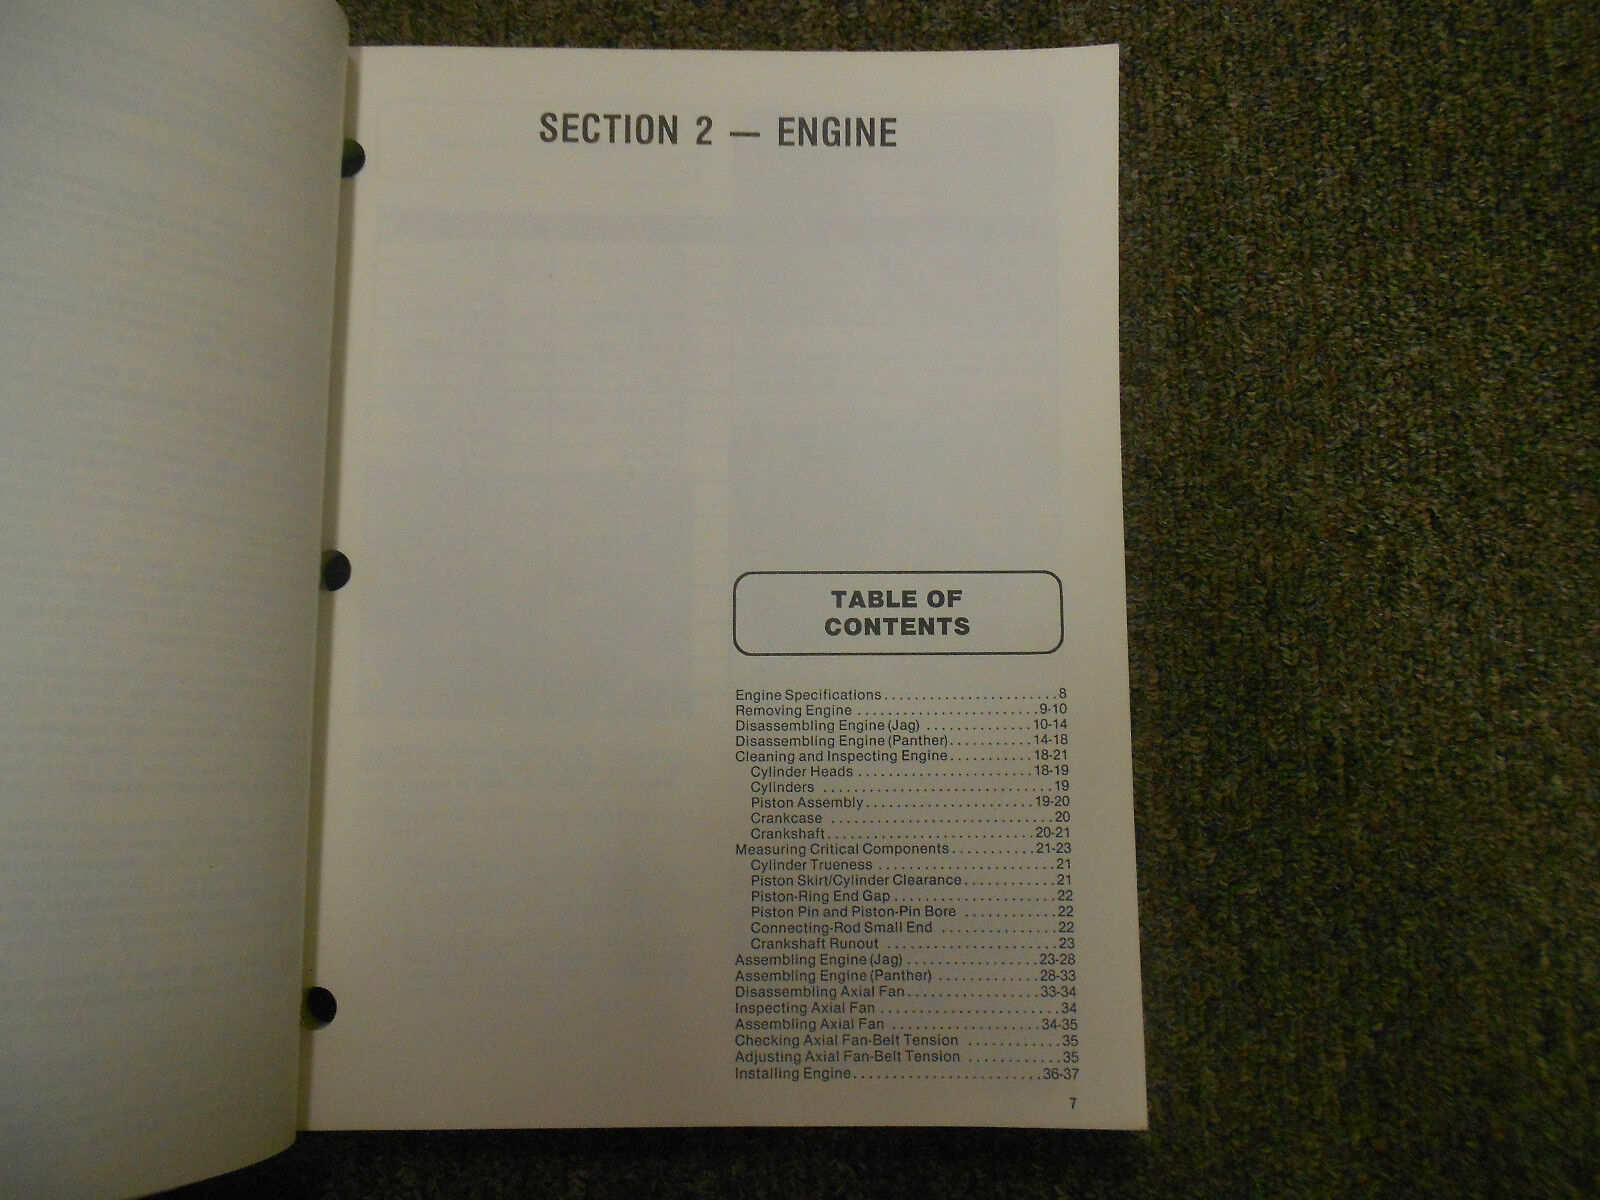 SECTION 2 — ENGINE
TABLE OF
CONTENTS
Engine Specifications.......................8
Removing Engine ........................9-10
Disassembling Engine (Jag) ..............10-14
Disassembling Engine (Panther)...........14-18
Cleaning and Inspecting Engine...........18-21
Cylinder Heads .......................18-19
Cylinders ..............................19
Piston Assembly......................19-20
Crankcase .............................20
Crankshaft...........................20-21
Measuring Critical Components...........21-23
Cylinder Trueness .......................21
Piston Skirt/Cylinder Clearance............21
Piston-Ring End Gap .....................22
Piston Pin and Piston-Pin Bore ............22
Connecting-Rod Small End ...............22
Crankshaft Runout ......................23
Assembling Engine (Jag) .................23-28
Assembling Engine (Panther) .............28-33
Disassembling Axial Fan.................33-34
Inspecting Axial Fan .......................34
Assembling Axial Fan ...................34-35
Checking Axial Fan-Belt Tension ............35
Adjusting Axial Fan-Belt Tension ............35
Installing Engine.........................36-37
7